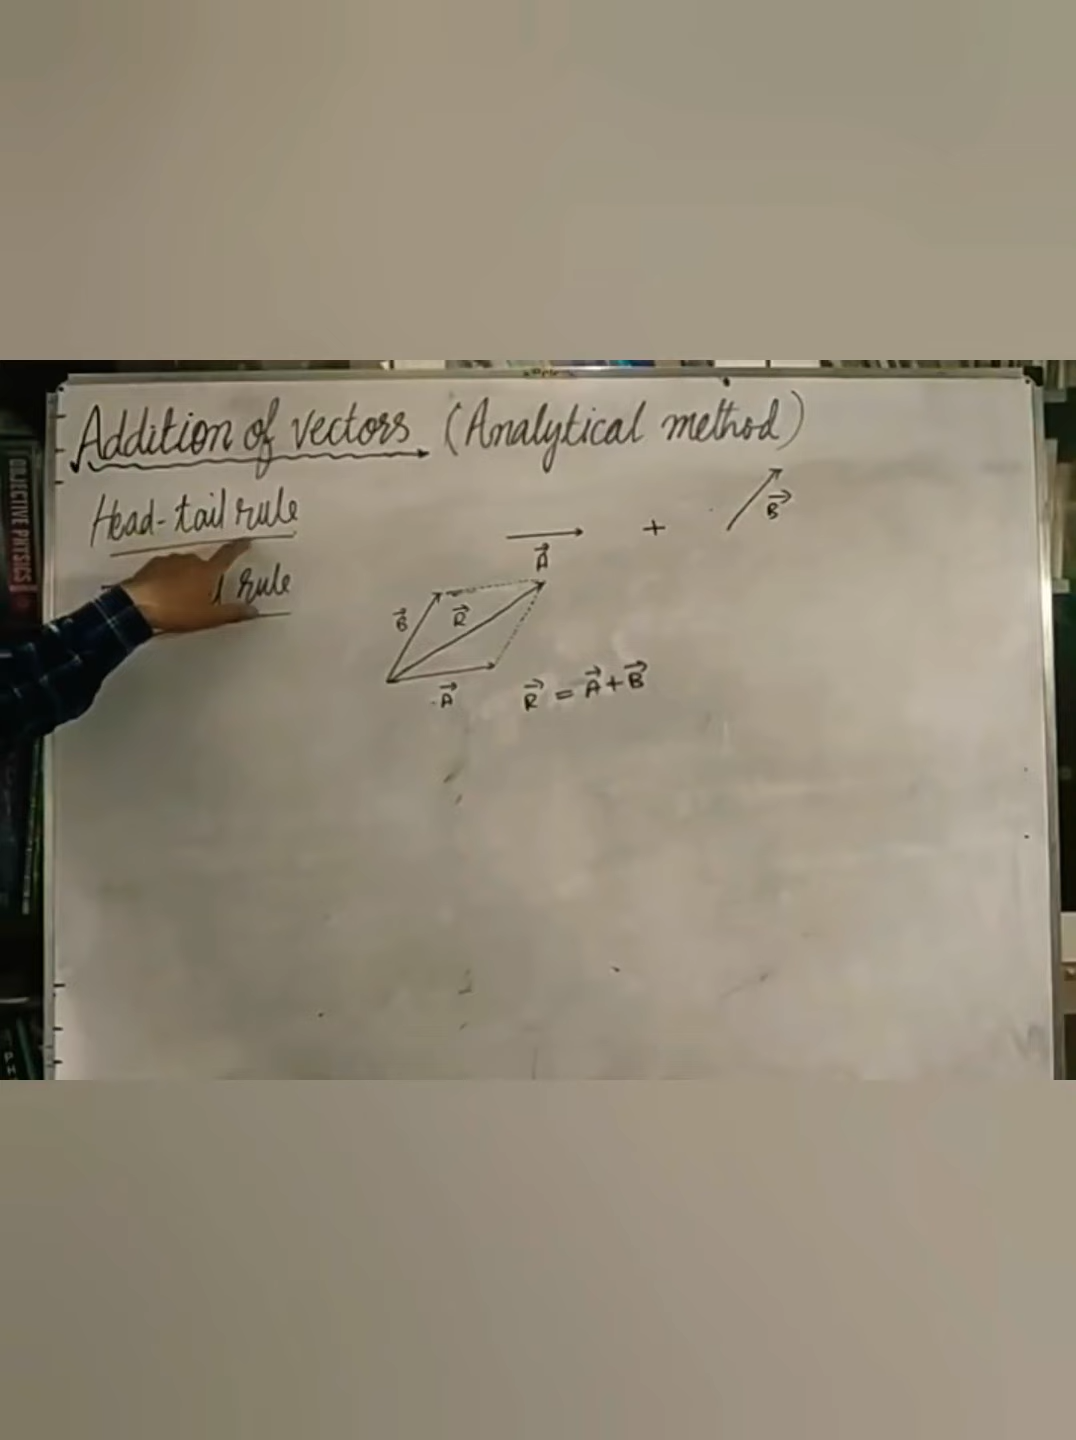 Addition of vectors (Analytical method)
Head-tail rule
rule
A + B
B R
A
R = A + B
OBJECTIVE PHYSICS